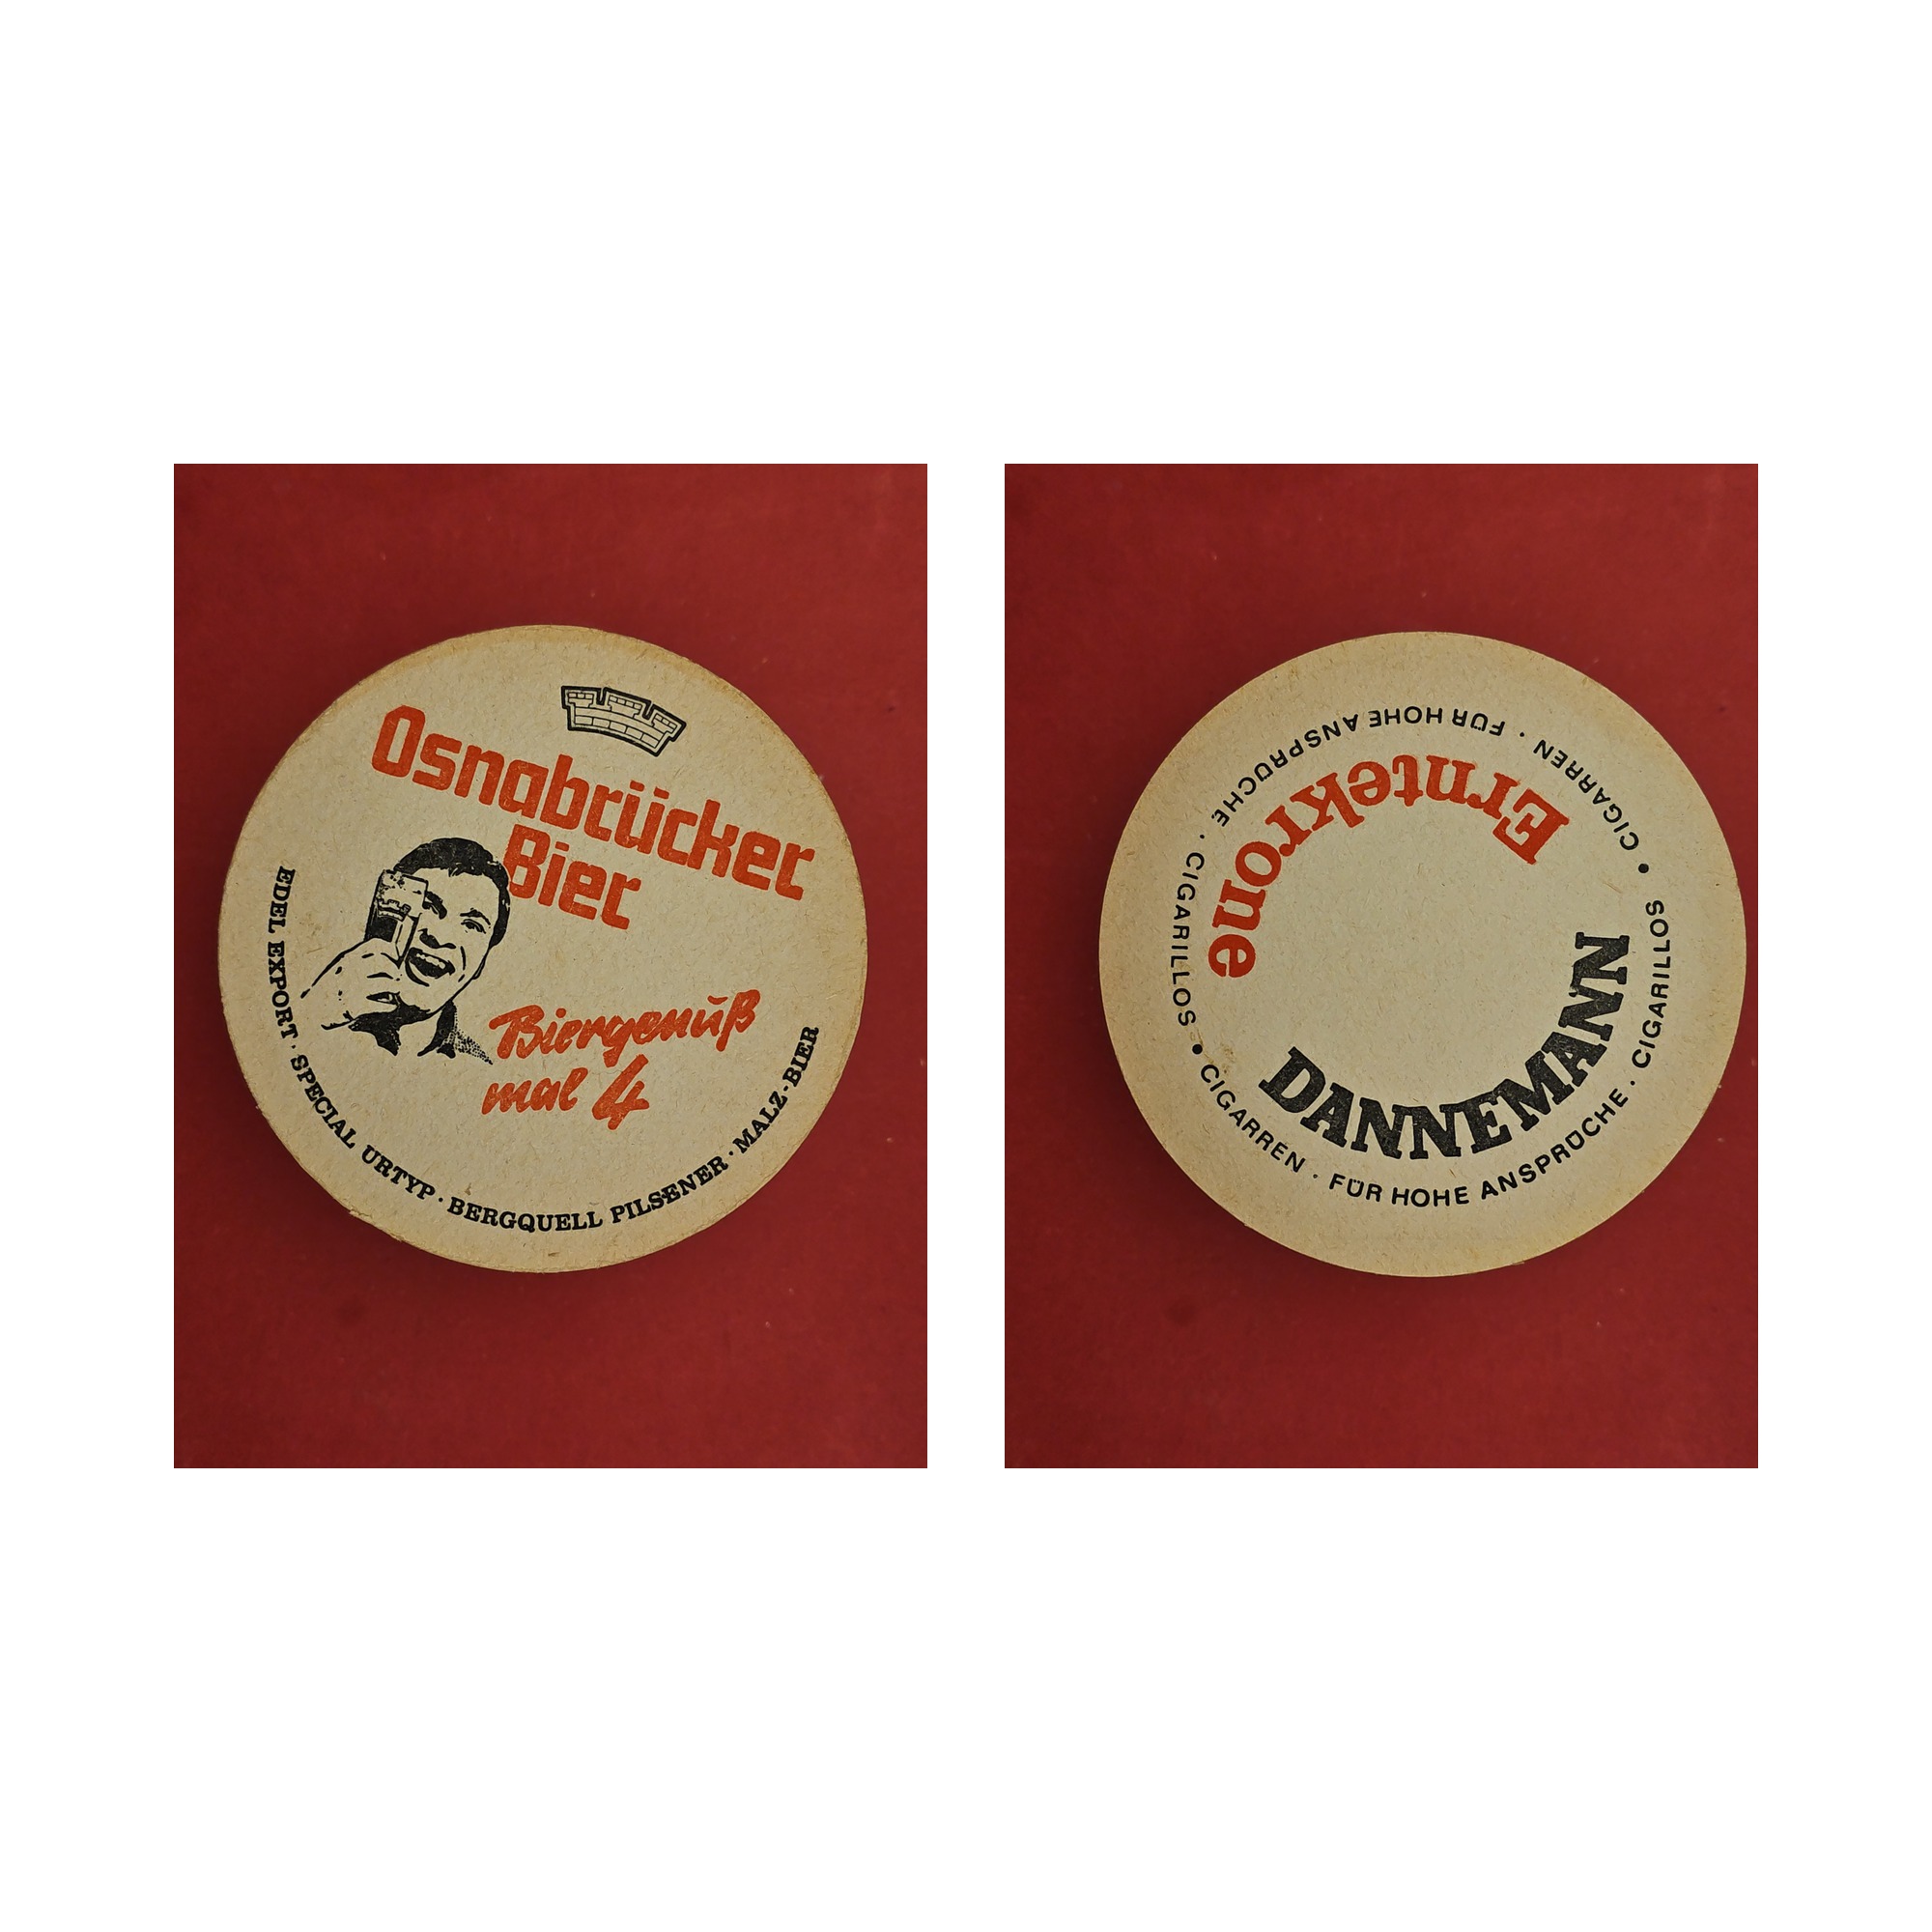 Osnabrücker
Bier
Biergenuß
mal 4
EDEL EXPORT · SPECIAL URTYP · BERGQUELL PILSENER · MALZ-BIER
Erntekrone
CIGARREN · FÜR HOHE ANSPRÜCHE · CIGARILLOS •
DANNEMANN
CIGARREN · FÜR HOHE ANSPRÜCHE · CIGARILLOS •